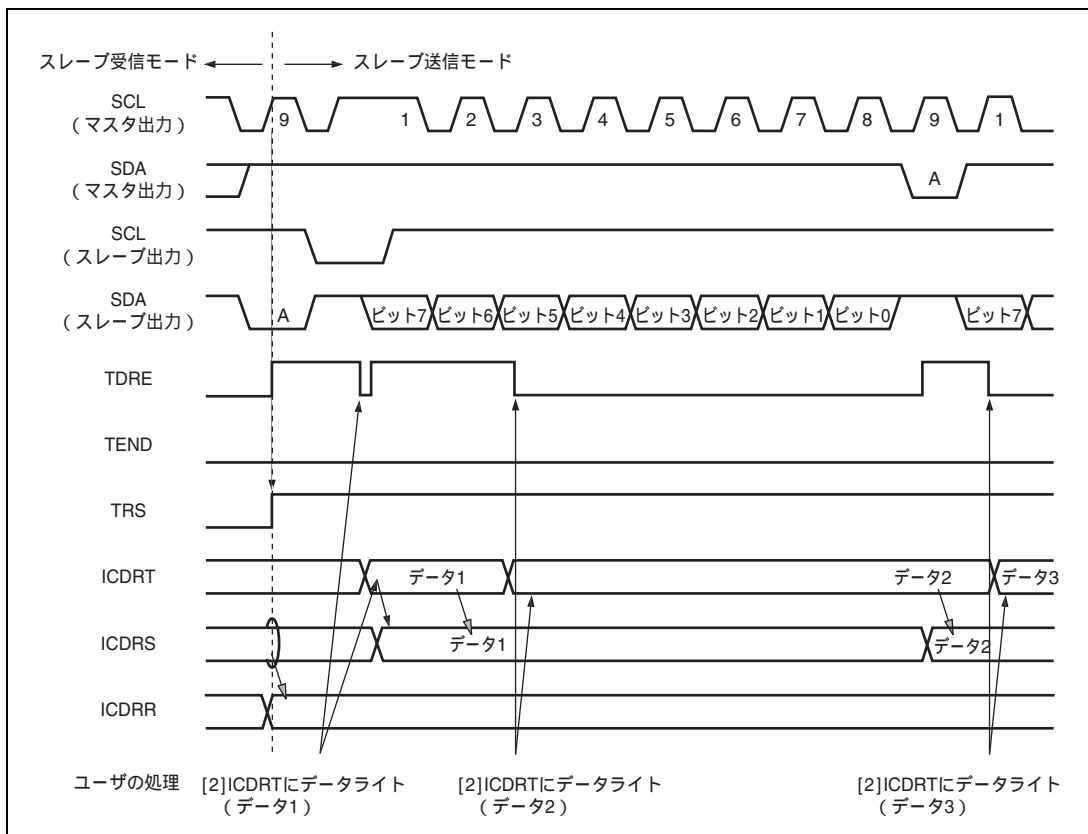 スレーブ受信モード スレーブ送信モード
SCL
（マスタ出力） 9 1 2 3 4 5 6 7 8 9 1
SDA
（マスタ出力） A
SCL
（スレーブ出力）
SDA
（スレーブ出力） A ビット7 ビット6 ビット5 ビット4 ビット3 ビット2 ビット1 ビット0 ビット7
TDRE
TEND
TRS
ICDRT データ1 データ2 データ3
ICDRS データ1 データ2
ICDRR
ユーザの処理 [2]ICDRTにデータライト [2]ICDRTにデータライト [2]ICDRTにデータライト
（データ1） （データ2） （データ3）